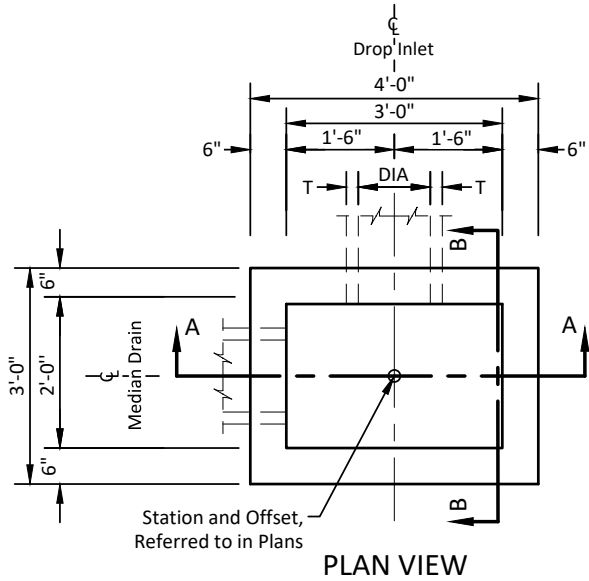 ℄
Drop Inlet
4'-0"
3'-0"
6" 1'-6" 1'-6" 6"
T DIA T
B
6"
A A
3'-0" 2'-0" ℄ Median Drain
6"
B
Station and Offset,
Referred to in Plans
PLAN VIEW